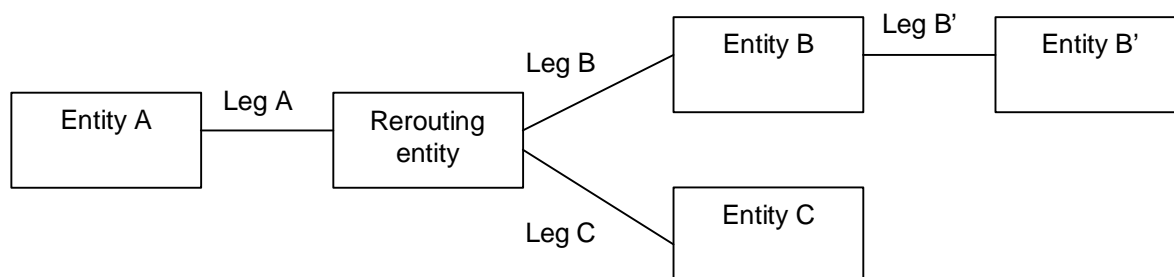 Leg B’
Entity B
Entity B’
Leg B
Leg A
Entity A
Rerouting
entity
Entity C
Leg C